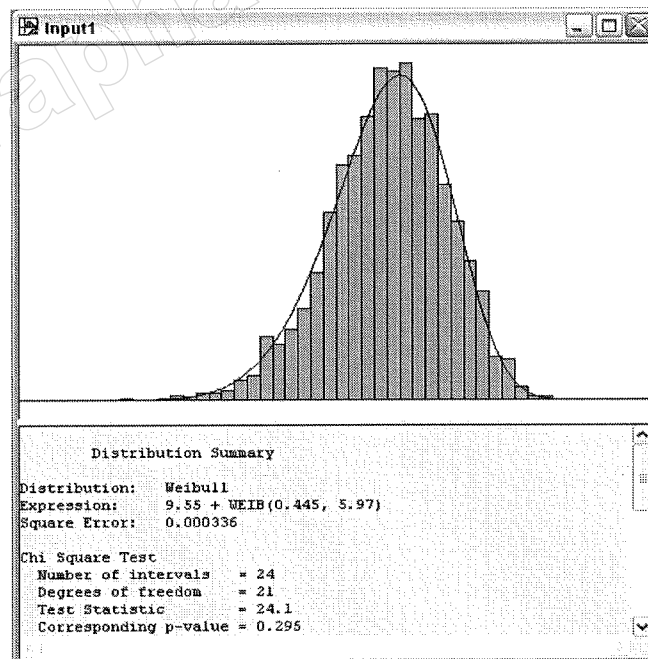 Input1
Distribution Summary
Distribution: Weibull
Expression: 9.55 + WEIB(0.445, 5.97)
Square Error: 0.000336
Chi Square Test
Number of intervals = 24
Degrees of freedom = 21
Test Statistic = 24.1
Corresponding p-value = 0.295